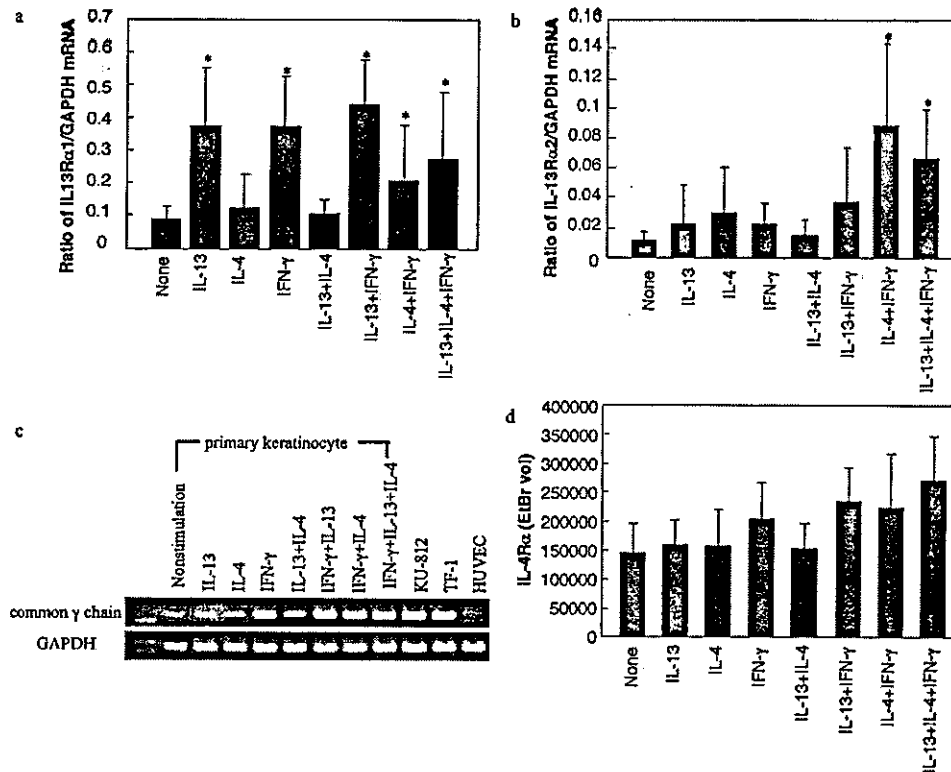 a
Ratio of IL13Rα1/GAPDH mRNA
0.7
0.6
0.5
0.4
0.3
0.2
0.1
0
*
*
*
*
*
None
IL-13
IL-4
IFN-γ
IL-13+IL-4
IL-13+IFN-γ
IL-4+IFN-γ
IL-13+IL-4+IFN-γ
b
Ratio of IL-13Rα2/GAPDH mRNA
0.16
0.14
0.12
0.1
0.08
0.06
0.04
0.02
0.00
*
*
None
IL-13
IL-4
IFN-γ
IL-13+IL-4
IL-13+IFN-γ
IL-4+IFN-γ
IL-13+IL-4+IFN-γ
c
primary keratinocyte
Nonstimulation
IL-13
IL-4
IFN-γ
IL-13+IL-4
IFN-γ+IL-13
IFN-γ+IL-4
IFN-γ+IL-13+IL-4
KU-812
TF-1
HUVEC
common γ chain
GAPDH
d
IL-4Rα (EtBr vol)
400000
350000
300000
250000
200000
150000
100000
50000
0
None
IL-13
IL-4
IFN-γ
IL-13+IL-4
IL-13+IFN-γ
IL-4+IFN-γ
IL-13+IL-4+IFN-γ